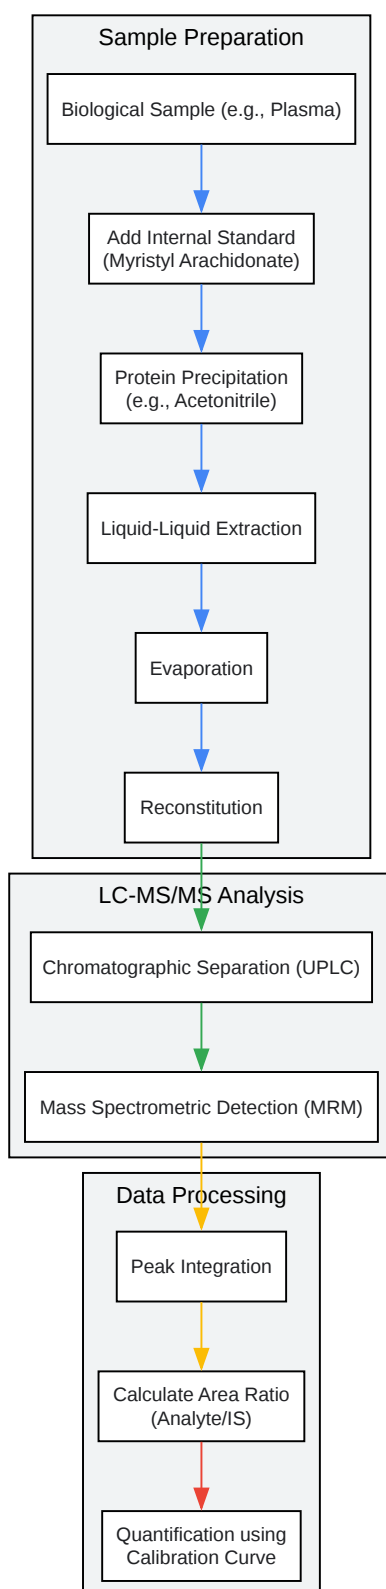 Sample Preparation
Biological Sample (e.g., Plasma)
Add Internal Standard
(Myristyl Arachidonate)
Protein Precipitation
(e.g., Acetonitrile)
Liquid-Liquid Extraction
Evaporation
Reconstitution
LC-MS/MS Analysis
Chromatographic Separation (UPLC)
Mass Spectrometric Detection (MRM)
Data Processing
Peak Integration
Calculate Area Ratio
(Analyte/IS)
Quantification using
Calibration Curve